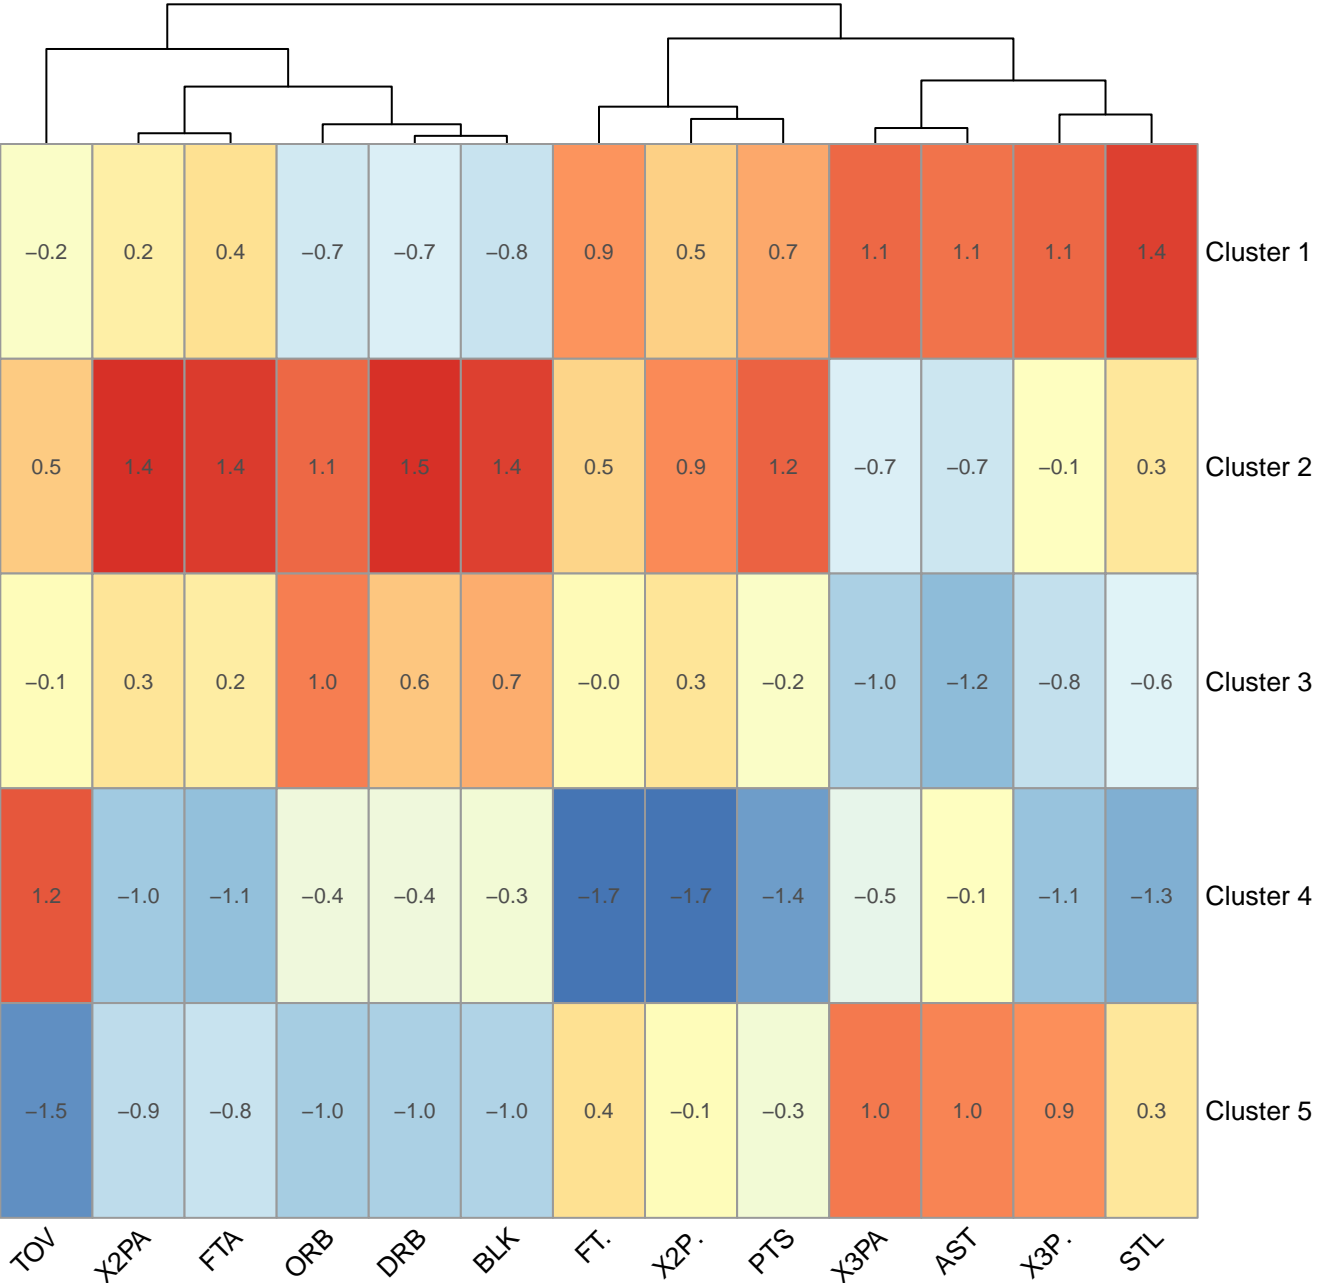 −0.2 0.2 0.4 −0.7 −0.7 −0.8 0.9 0.5 0.7 1.1 1.1 1.1 1.4 Cluster 1
0.5 1.4 1.4 1.1 1.5 1.4 0.5 0.9 1.2 −0.7 −0.7 −0.1 0.3 Cluster 2
−0.1 0.3 0.2 1.0 0.6 0.7 −0.0 0.3 −0.2 −1.0 −1.2 −0.8 −0.6 Cluster 3
1.2 −1.0 −1.1 −0.4 −0.4 −0.3 −1.7 −1.7 −1.4 −0.5 −0.1 −1.1 −1.3 Cluster 4
−1.5 −0.9 −0.8 −1.0 −1.0 −1.0 0.4 −0.1 −0.3 1.0 1.0 0.9 0.3 Cluster 5
TOV X2PA FTA ORB DRB BLK FT. X2P. PTS X3PA AST X3P. STL